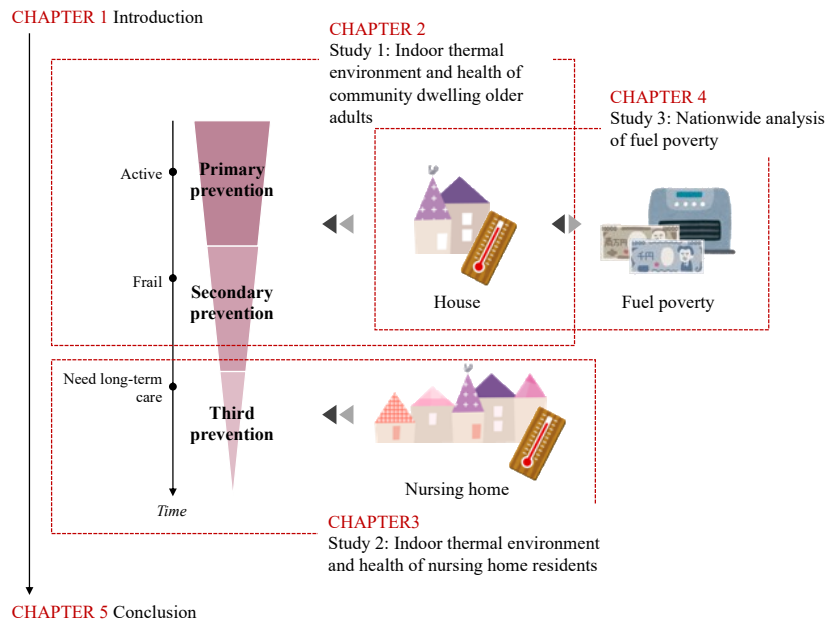 CHAPTER 1 Introduction
CHAPTER 2
Study 1: Indoor thermal
environment and health of
community dwelling older
adults
CHAPTER 4
Study 3: Nationwide analysis
of fuel poverty
Active
Primary
prevention
Frail
Secondary
prevention
House
Fuel poverty
Need long-term
care
Third
prevention
Nursing home
Time
CHAPTER3
Study 2: Indoor thermal environment
and health of nursing home residents
CHAPTER 5 Conclusion